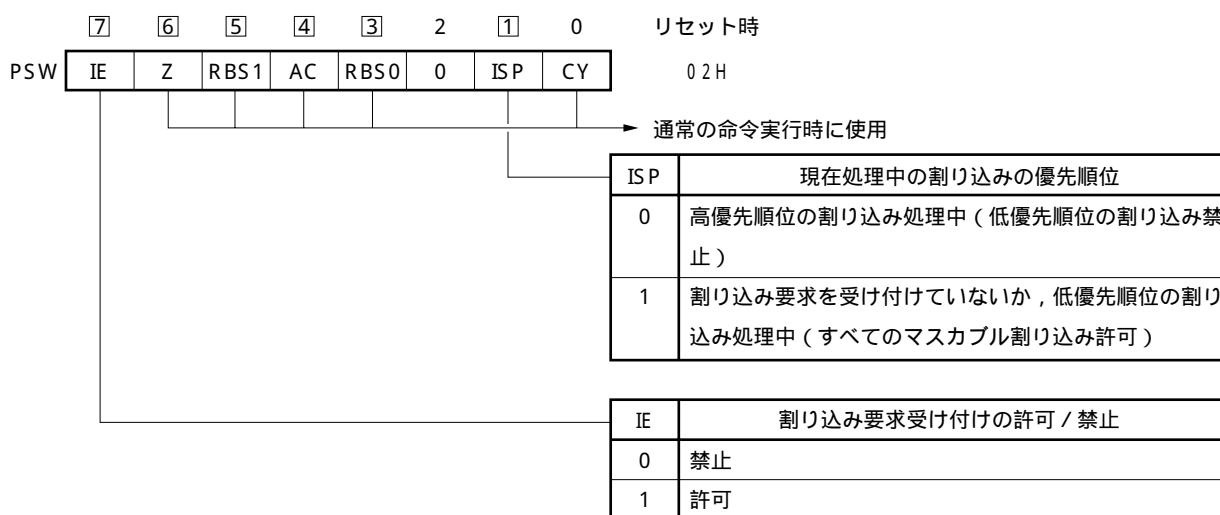 7 6 5 4 3 2 1 0 リセット時
PSW IE Z RBS1 AC RBS0 0 ISP CY 02H
通常の命令実行時に使用
ISP 現在処理中の割り込みの優先順位
0 高優先順位の割り込み処理中（低優先順位の割り込み禁
止）
1 割り込み要求を受け付けていないか，低優先順位の割り
込み処理中（すべてのマスカブル割り込み許可）
IE 割り込み要求受け付けの許可／禁止
0 禁止
1 許可